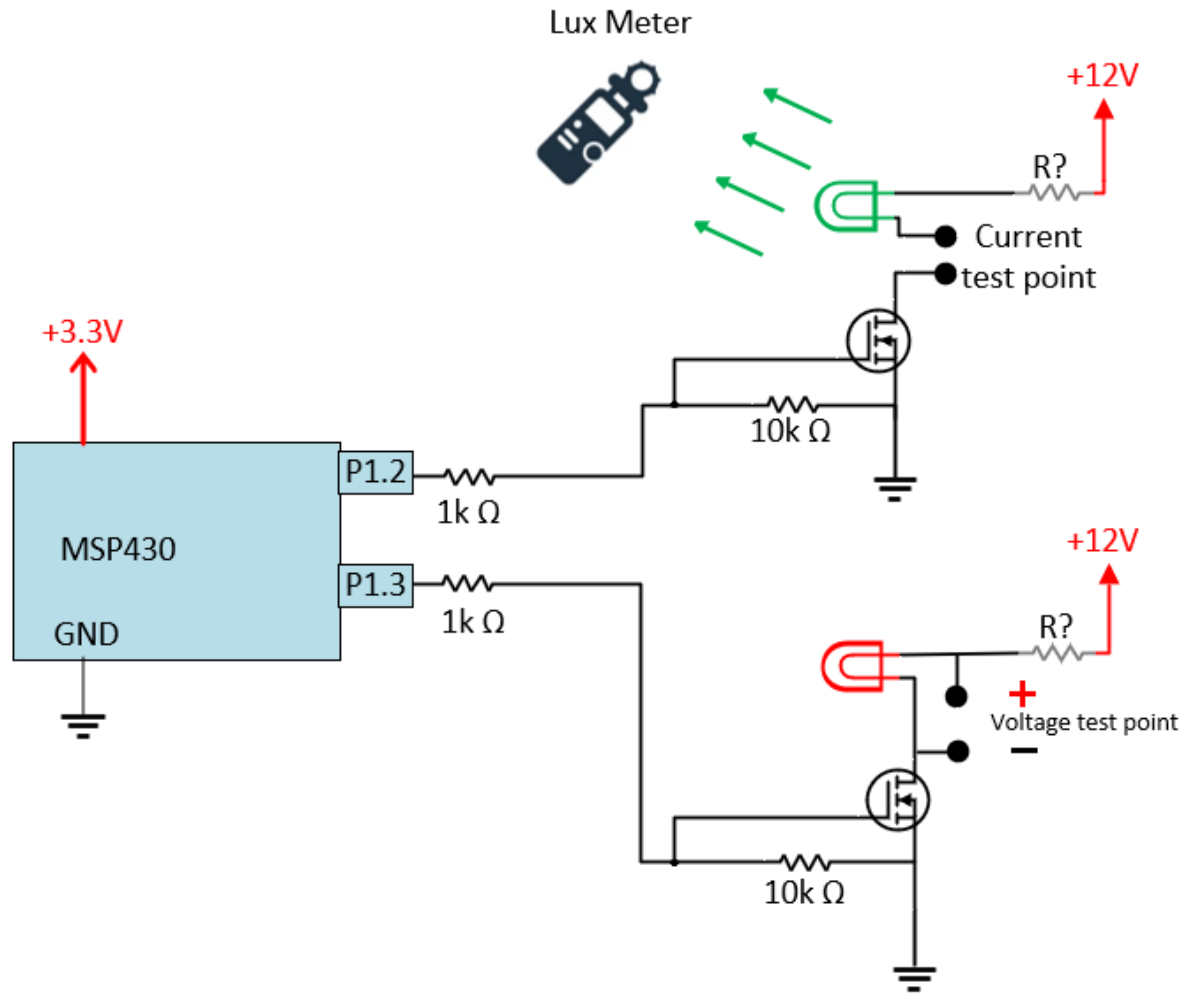 Lux Meter
+12V
R?
Current
test point
+3.3V
10k Ω
P1.2
1k Ω
MSP430
P1.3
1k Ω
GND
+12V
R?
+
Voltage test point
−
10k Ω